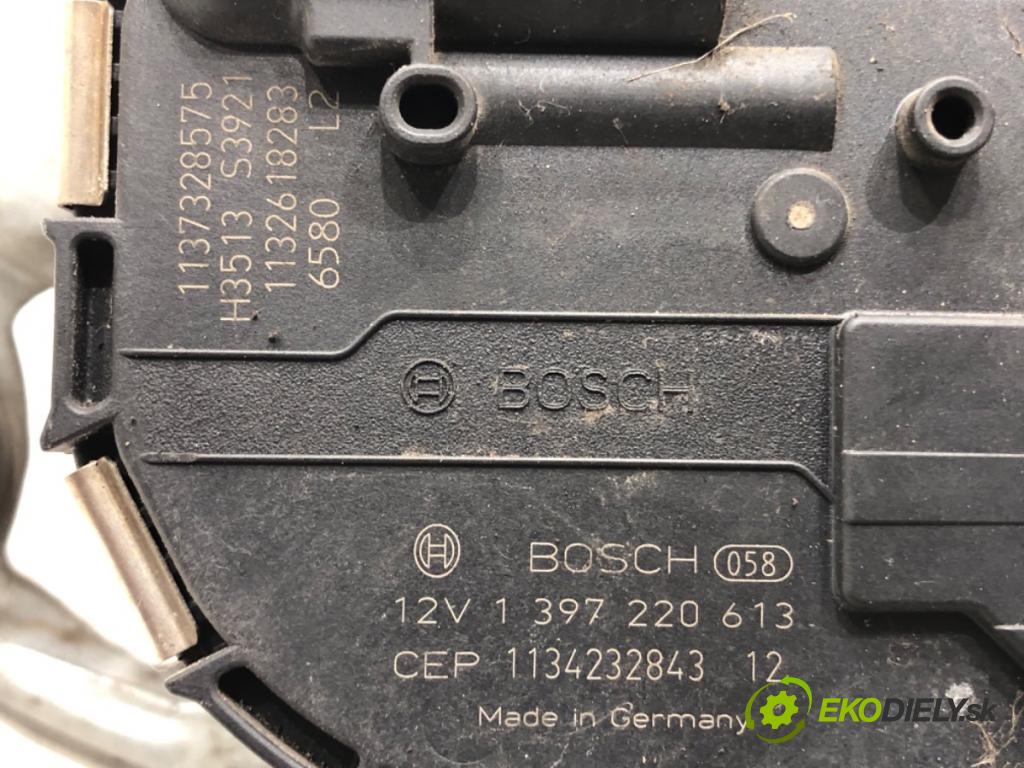 1137328575
H3513 S3921
1132618283
6580 L2
BOSCH
BOSCH 058
12V 1 397 220 613
CEP 1134232843 12
Made in Germany
EKODIELY.sk